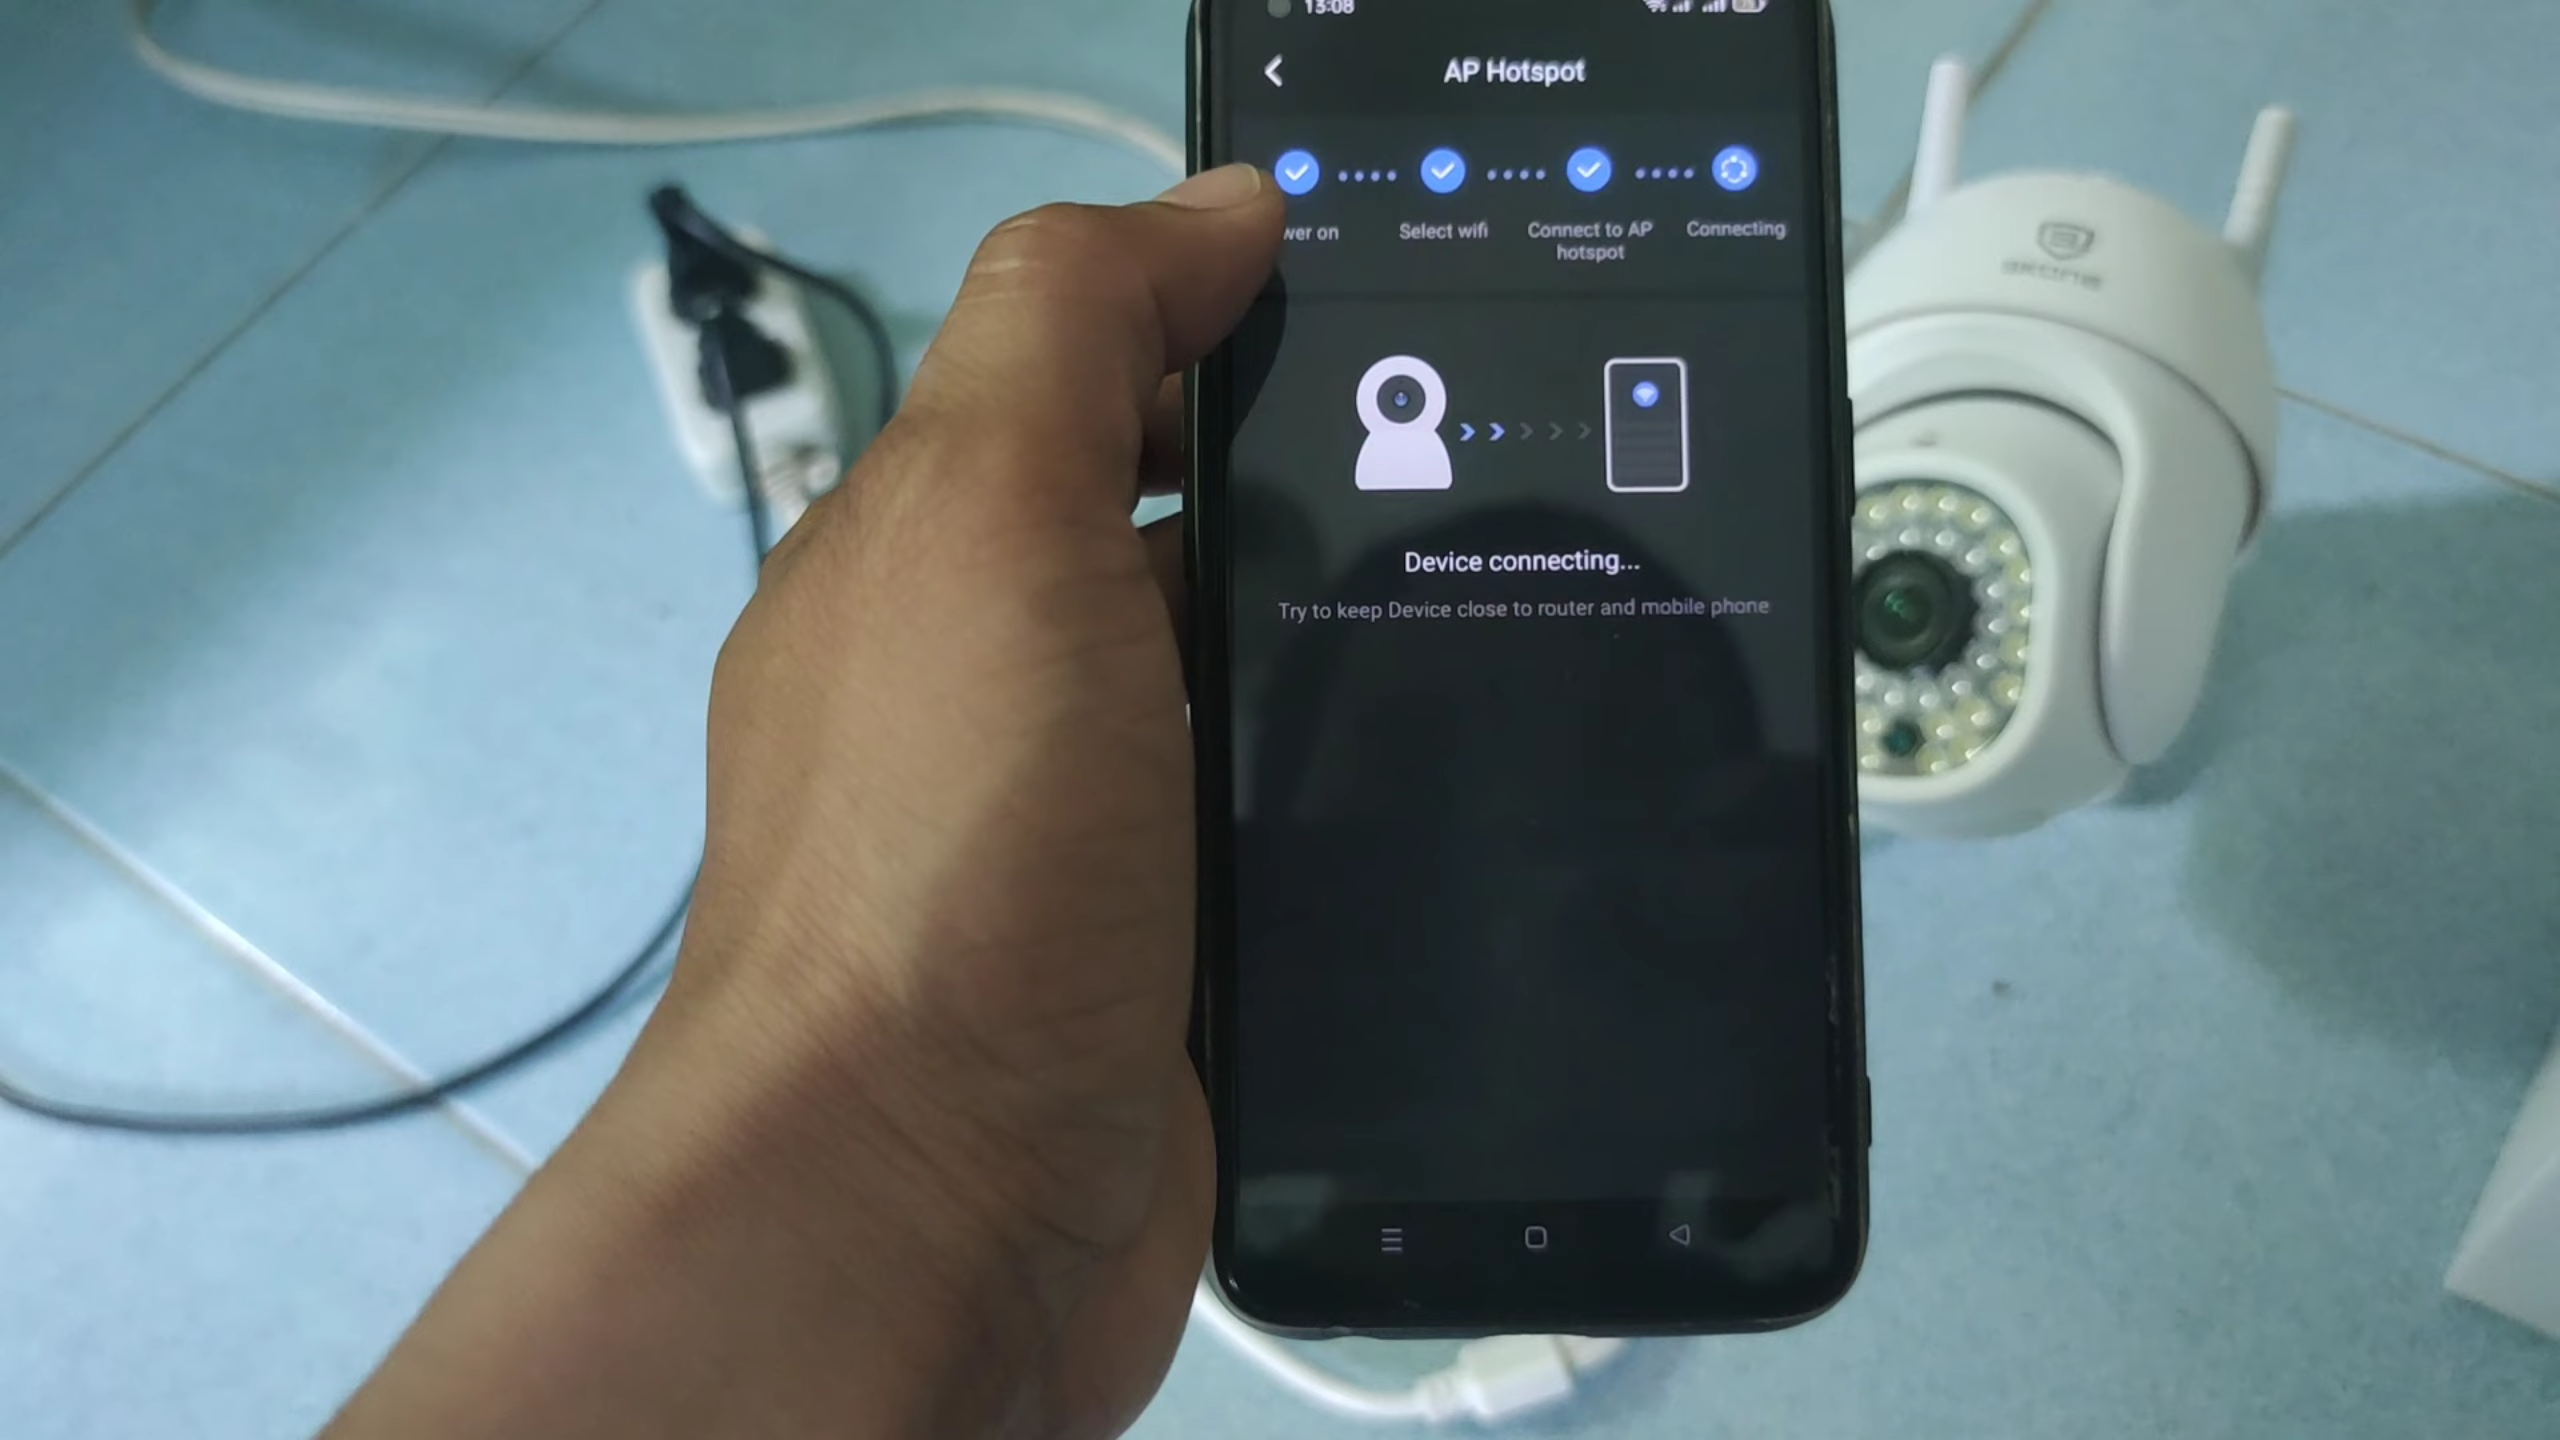 13:08
AP Hotspot
wer on
Select wifi
Connect to AP
hotspot
Connecting
Device connecting...
Try to keep Device close to router and mobile phone